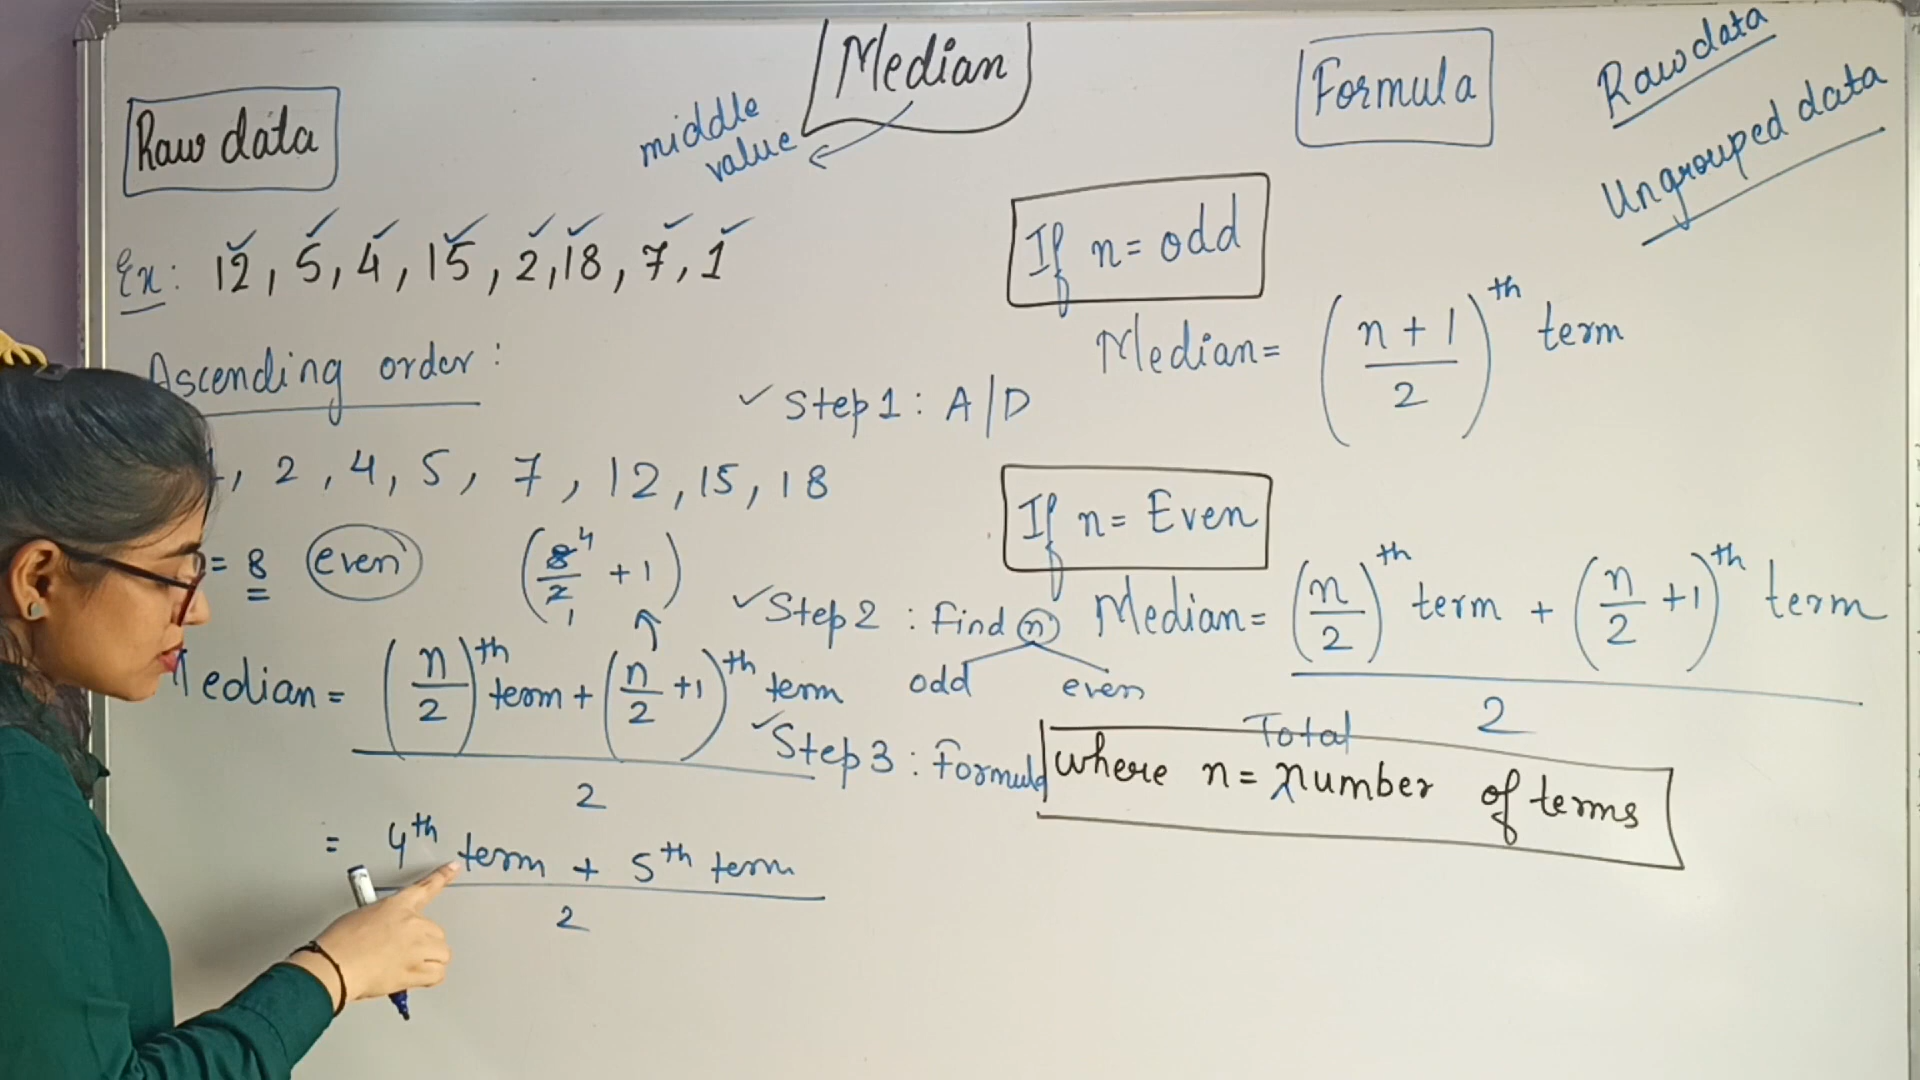 Median
middle value
Raw data
Ex: 12, 5, 4, 15, 2, 18, 7, 1
Ascending order:
, 2, 4, 5, 7, 12, 15, 18
= 8 even (8/2 + 1) 4 1
Median = (n/2)th term + (n/2 + 1)th term
2
= 4th term + 5th term
2
✓ Step 1: A/D
✓ Step 2: Find n
odd even
✓ Step 3: Formula
Formula
Raw data
Ungrouped data
If n = odd
Median = (n + 1 / 2)th term
If n = Even
Median = (n/2)th term + (n/2 + 1)th term
2
Total
where n = number of terms